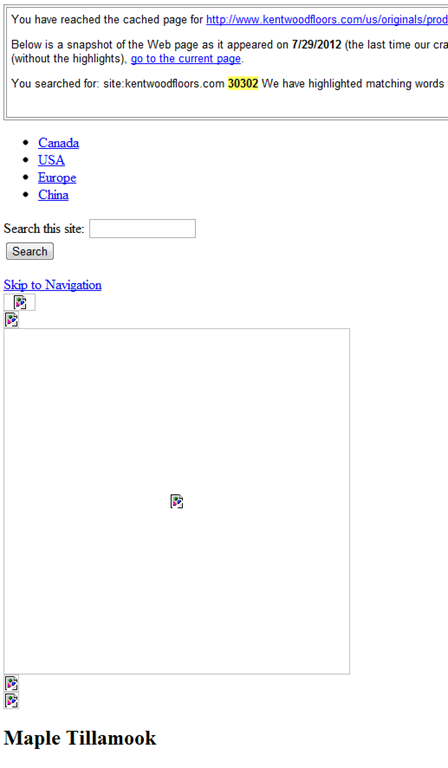 You have reached the cached page for http://www.kentwoodfloors.com/us/originals/prod
Below is a snapshot of the Web page as it appeared on 7/29/2012 (the last time our cra
(without the highlights), go to the current page.
You searched for: site:kentwoodfloors.com 30302 We have highlighted matching words
Canada
USA
Europe
China
Search this site:
Search
Skip to Navigation
Maple Tillamook